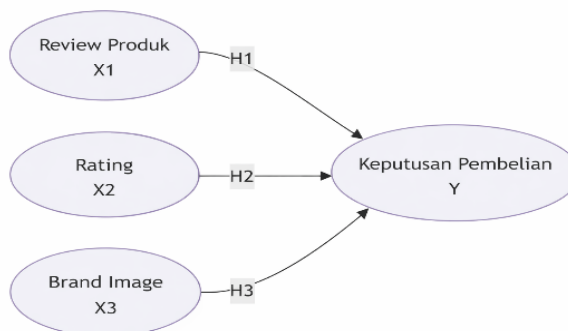 Review Produk
X1
H1
Rating
X2
H2
Keputusan Pembelian
Y
Brand Image
X3
H3